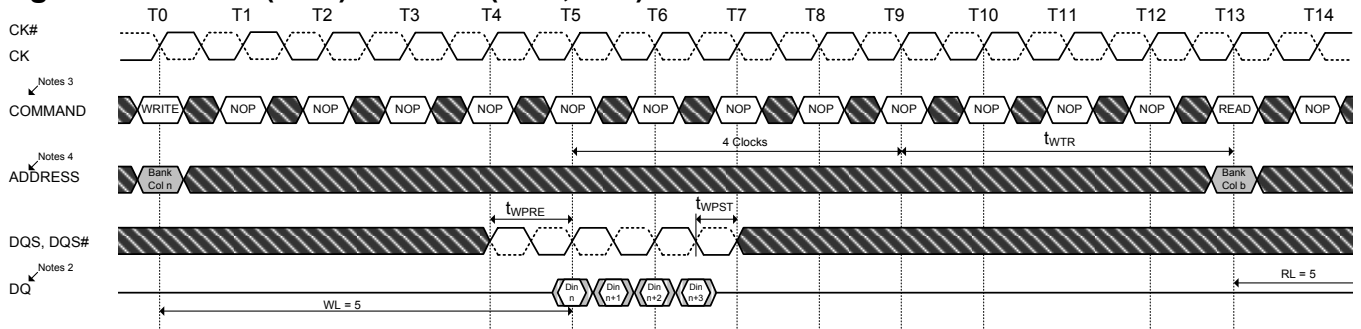 T0 T1 T2 T3 T4 T5 T6 T7 T8 T9 T10 T11 T12 T13 T14
CK#
CK
Notes 3
COMMAND WRITE NOP NOP NOP NOP NOP NOP NOP NOP NOP NOP NOP NOP READ NOP
4 Clocks tWTR
Notes 4
ADDRESS
Bank Bank
Col n Col b
tWPRE tWPST
DQS, DQS#
Notes 2
DQ
Din Din Din Din
n n+1 n+2 n+3
RL = 5
WL = 5